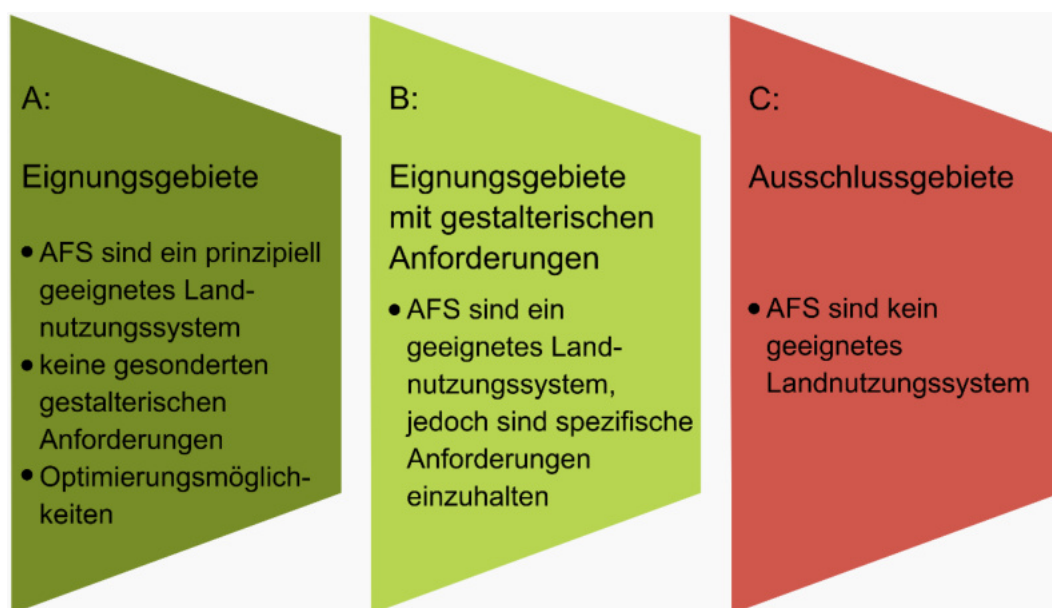 A:
Eignungsgebiete
• AFS sind ein prinzipiell
geeignetes Land-
nutzungssystem
• keine gesonderten
gestalterischen
Anforderungen
• Optimierungsmöglich-
keiten
B:
Eignungsgebiete
mit gestalterischen
Anforderungen
• AFS sind ein
geeignetes Land-
nutzungssystem,
jedoch sind spezifische
Anforderungen
einzuhalten
C:
Ausschlussgebiete
• AFS sind kein
geeignetes
Landnutzungssystem